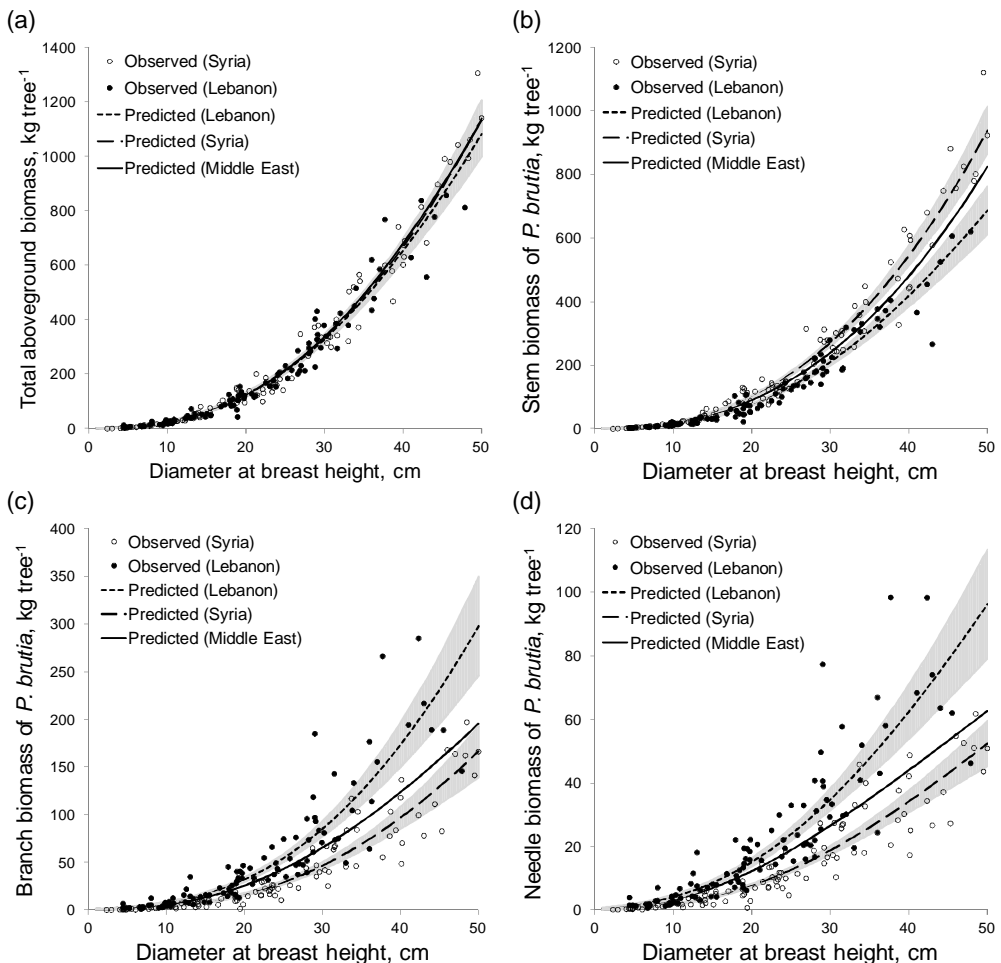 (a)
Total aboveground biomass, kg tree-1
1400
1200
1000
800
600
400
200
0
Observed (Syria)
Observed (Lebanon)
Predicted (Lebanon)
Predicted (Syria)
Predicted (Middle East)
0 10 20 30 40 50
Diameter at breast height, cm
(b)
Stem biomass of P. brutia, kg tree-1
1200
1000
800
600
400
200
0
Observed (Syria)
Observed (Lebanon)
Predicted (Lebanon)
Predicted (Syria)
Predicted (Middle East)
0 10 20 30 40 50
Diameter at breast height, cm
(c)
Branch biomass of P. brutia, kg tree-1
400
350
300
250
200
150
100
50
0
Observed (Syria)
Observed (Lebanon)
Predicted (Lebanon)
Predicted (Syria)
Predicted (Middle East)
0 10 20 30 40 50
Diameter at breast height, cm
(d)
Needle biomass of P. brutia, kg tree-1
120
100
80
60
40
20
0
Observed (Syria)
Observed (Lebanon)
Predicted (Lebanon)
Predicted (Syria)
Predicted (Middle East)
0 10 20 30 40 50
Diameter at breast height, cm